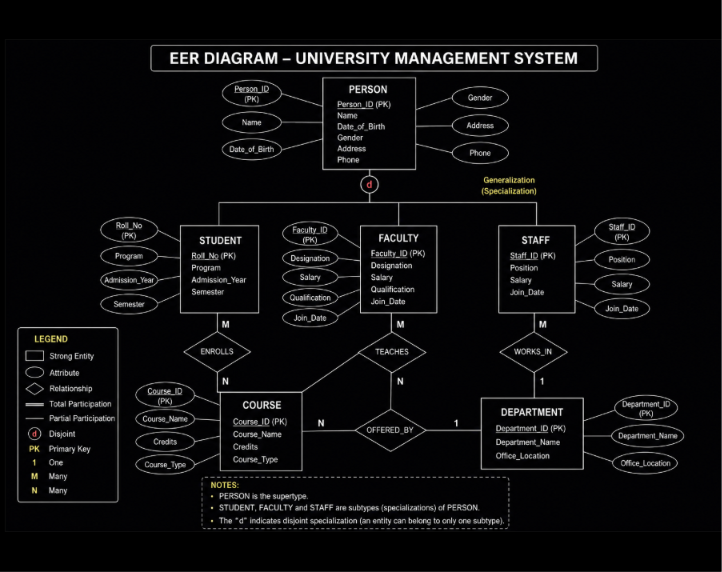 EER DIAGRAM – UNIVERSITY MANAGEMENT SYSTEM
Person_ID
(PK)
Name
Date_of_Birth
PERSON
Person_ID (PK)
Name
Date_of_Birth
Gender
Address
Phone
Gender
Address
Phone
d
Generalization
(Specialization)
Roll_No
(PK)
Program
Admission_Year
Semester
STUDENT
Roll_No (PK)
Program
Admission_Year
Semester
Faculty_ID
(PK)
Designation
Salary
Qualification
Join_Date
FACULTY
Faculty_ID (PK)
Designation
Salary
Qualification
Join_Date
STAFF
Staff_ID (PK)
Position
Salary
Join_Date
Staff_ID
(PK)
Position
Salary
Join_Date
M
M
M
ENROLLS
TEACHES
WORKS_IN
N
N
1
LEGEND
Strong Entity
Attribute
Relationship
Total Participation
Partial Participation
d Disjoint
PK Primary Key
1 One
M Many
N Many
Course_ID
(PK)
Course_Name
Credits
Course_Type
COURSE
Course_ID (PK)
Course_Name
Credits
Course_Type
N
OFFERED_BY
1
DEPARTMENT
Department_ID (PK)
Department_Name
Office_Location
Department_ID
(PK)
Department_Name
Office_Location
NOTES:
• PERSON is the supertype.
• STUDENT, FACULTY and STAFF are subtypes (specializations) of PERSON.
• The "d" indicates disjoint specialization (an entity can belong to only one subtype).